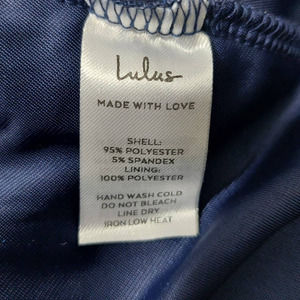 Lulus
MADE WITH LOVE
SHELL:
95% POLYESTER
5% SPANDEX
LINING:
100% POLYESTER
HAND WASH COLD
DO NOT BLEACH
LINE DRY
IRON LOW HEAT